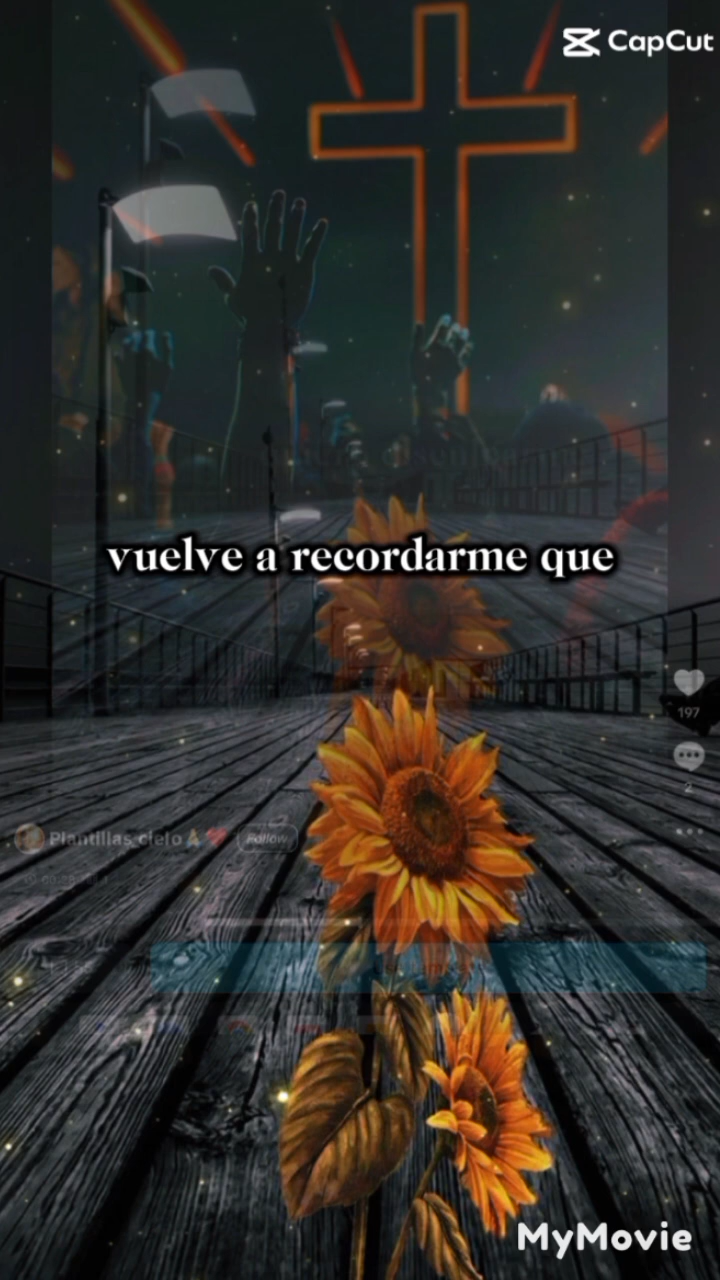 CapCut
vuelve a recordarme que
197
2
Plantillas_cielo🙏❤️ Follow
MyMovie